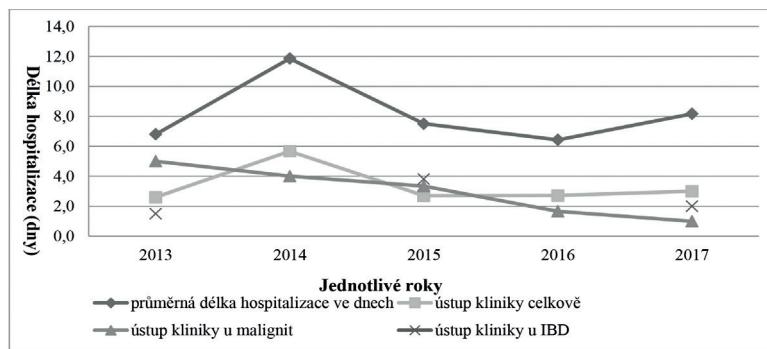 14,0
12,0
10,0
8,0
6,0
4,0
2,0
0,0
Délka hospitalizace (dny)
2013 2014 2015 2016 2017
Jednotlivé roky
průměrná délka hospitalizace ve dnech ústup kliniky celkově
ústup kliniky u malignit ústup kliniky u IBD